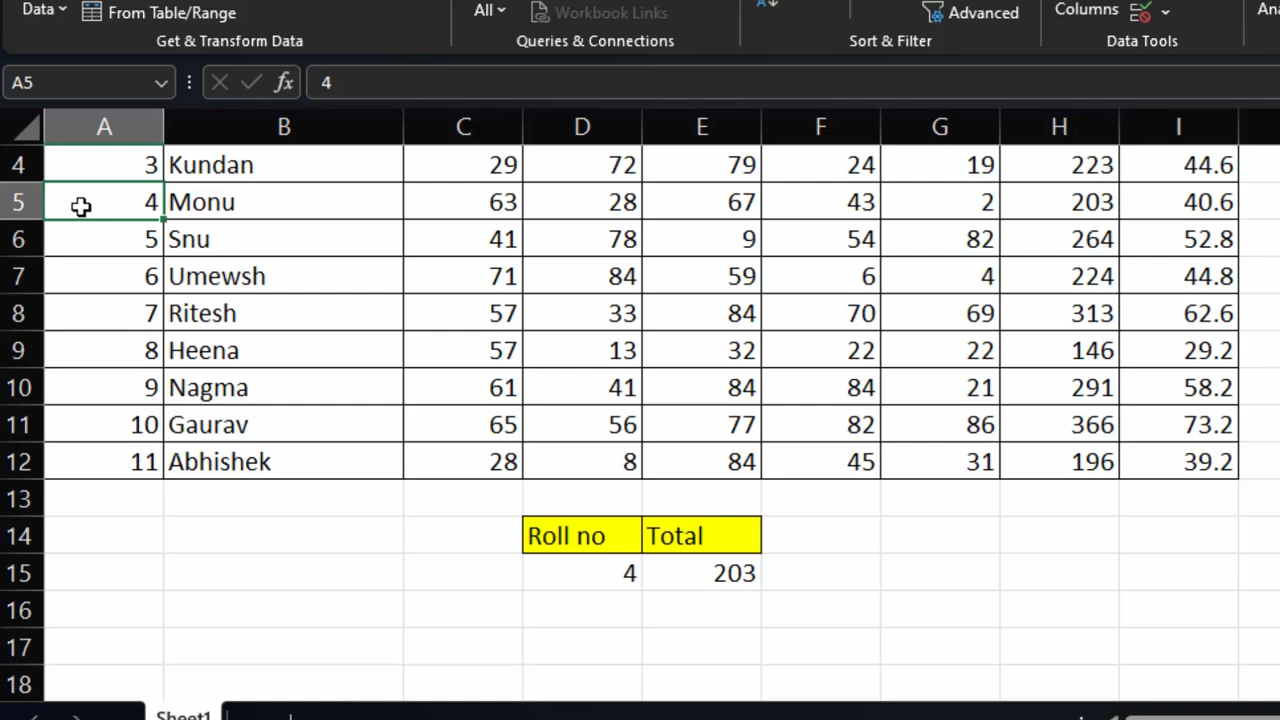 Data From Table/Range All Workbook Links Advanced Columns
Get & Transform Data Queries & Connections Sort & Filter Data Tools
A5 fx 4
A B C D E F G H I
4 3 Kundan 29 72 79 24 19 223 44.6
5 4 Monu 63 28 67 43 2 203 40.6
6 5 Snu 41 78 9 54 82 264 52.8
7 6 Umewsh 71 84 59 6 4 224 44.8
8 7 Ritesh 57 33 84 70 69 313 62.6
9 8 Heena 57 13 32 22 22 146 29.2
10 9 Nagma 61 41 84 84 21 291 58.2
11 10 Gaurav 65 56 77 82 86 366 73.2
12 11 Abhishek 28 8 84 45 31 196 39.2
13
14 Roll no Total
15 4 203
16
17
18
Sheet1